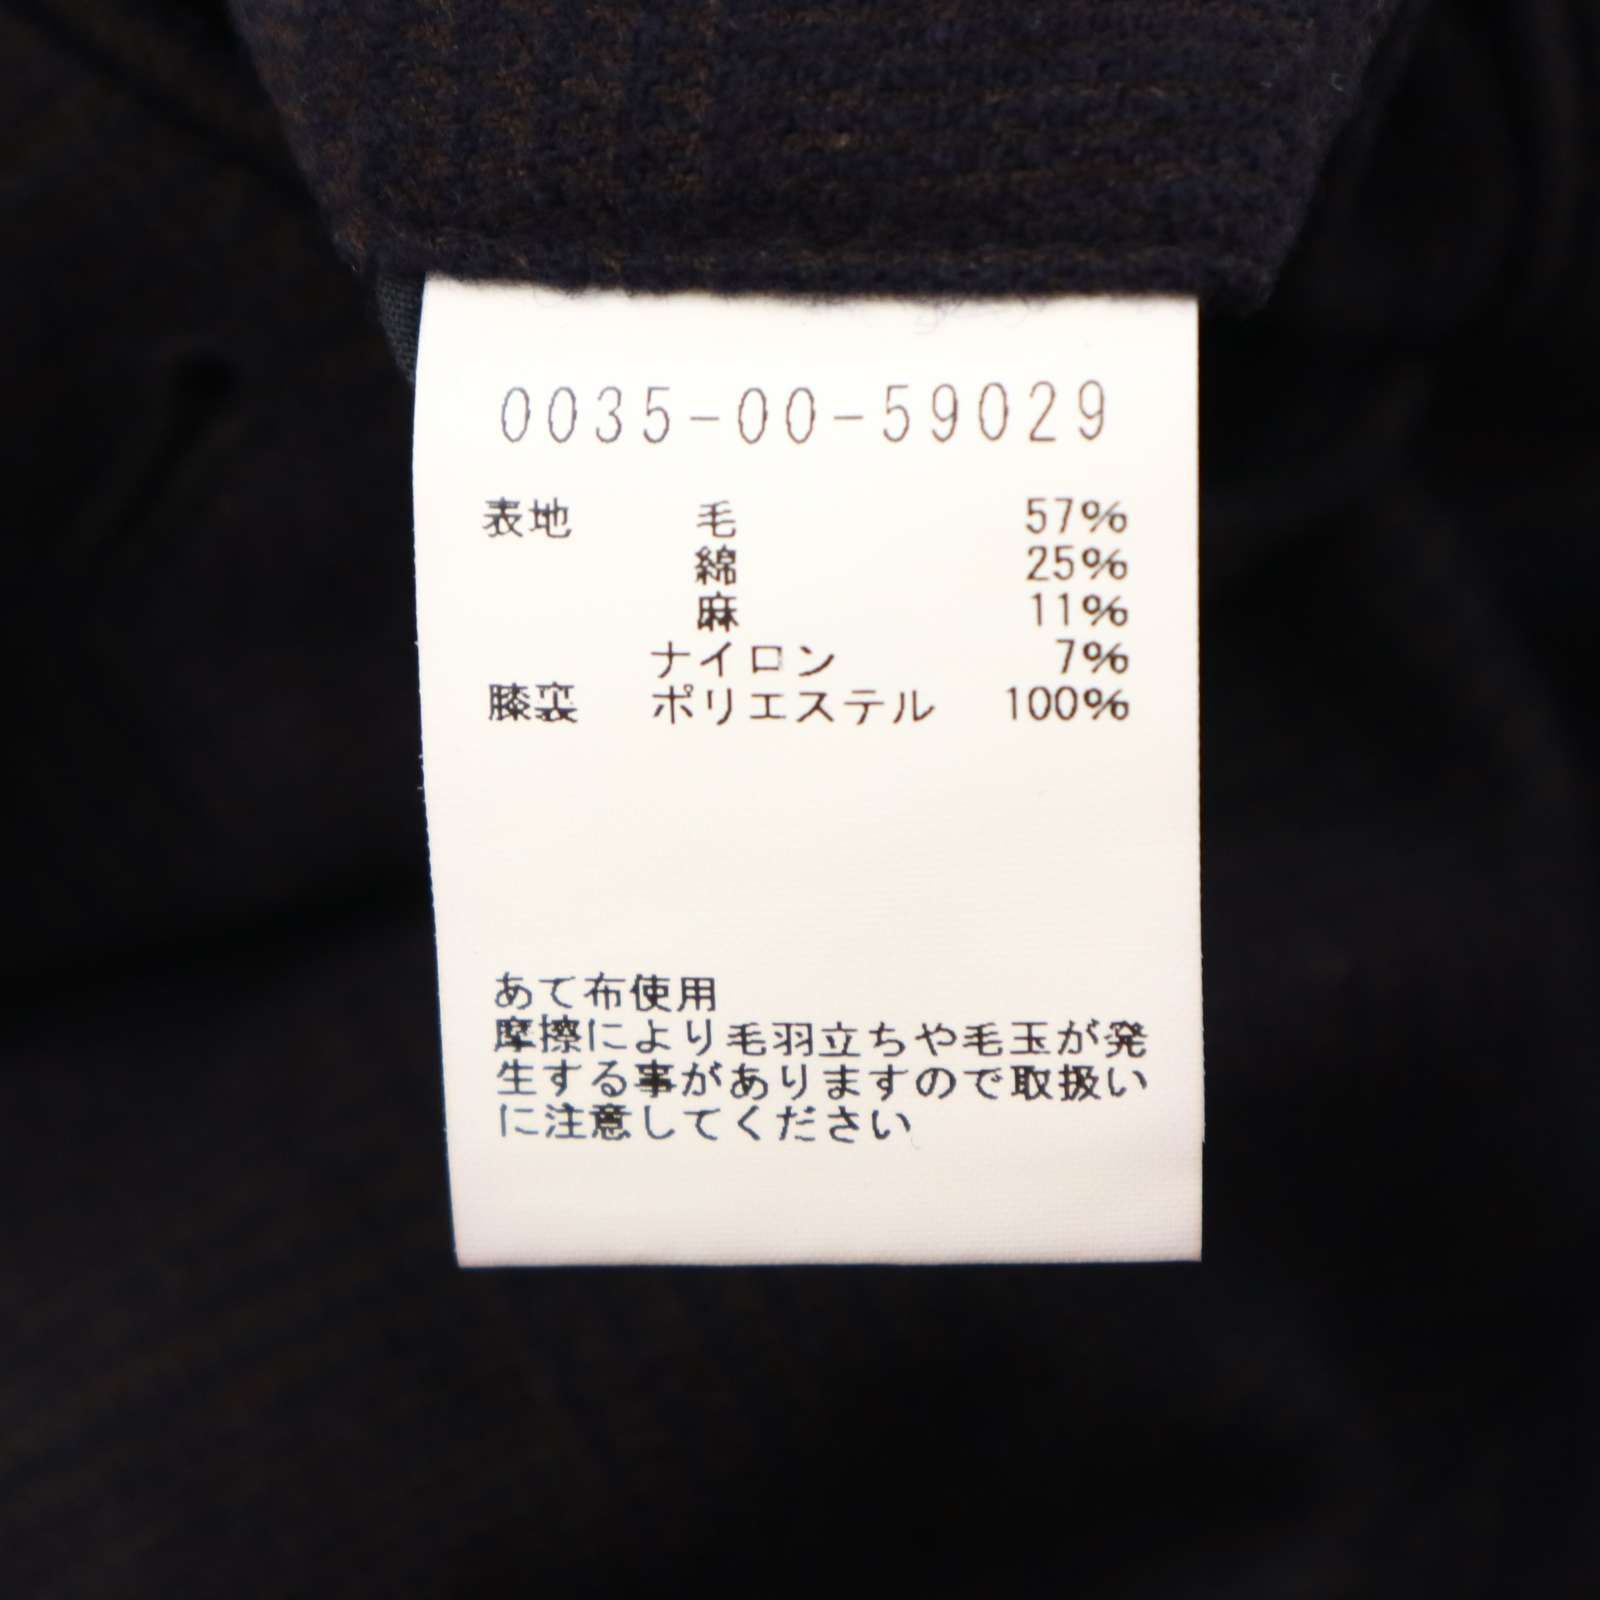 0035-00-59029
表地 毛 57%
綿 25%
麻 11%
ナイロン 7%
膝裏 ポリエステル 100%
あて布使用
摩擦により毛羽立ちや毛玉が発
生する事がありますので取扱い
に注意してください